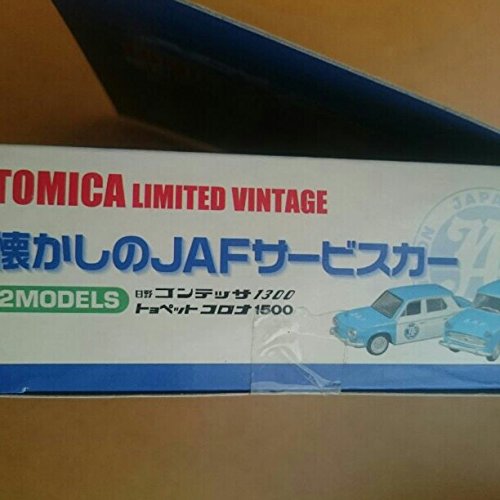 TOMICA LIMITED VINTAGE
懐かしのJAFサービスカー
2MODELS
日野 コンテッサ1300
トヨペット コロナ1500
JAPA